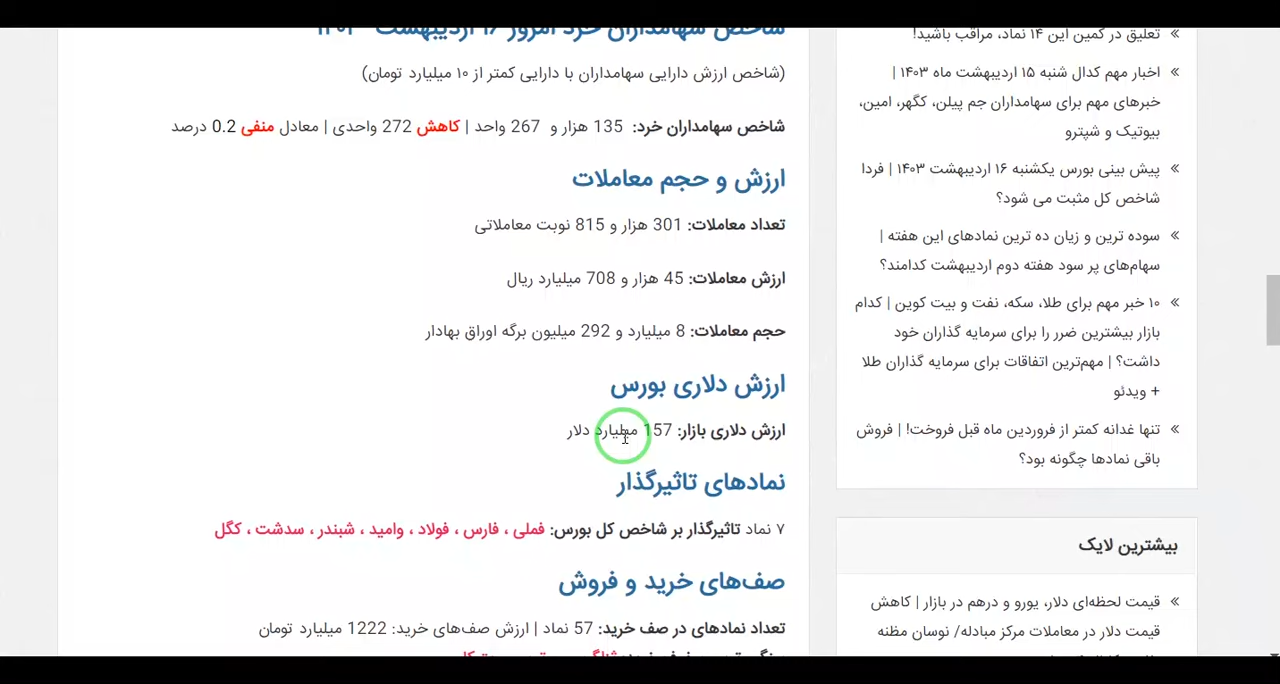 شاخص سهامداران خرد امروز ۱۶ اردیبهشت ۱۴۰۳
(شاخص ارزش دارایی سهامداران با دارایی کمتر از ۱۰ میلیارد تومان)
شاخص سهامداران خرد: 135 هزار و 267 واحد | کاهش 272 واحدی | معادل منفی 0.2 درصد
ارزش و حجم معاملات
تعداد معاملات: 301 هزار و 815 نوبت معاملاتی
ارزش معاملات: 45 هزار و 708 میلیارد ریال
حجم معاملات: 8 میلیارد و 292 میلیون برگه اوراق بهادار
ارزش دلاری بورس
ارزش دلاری بازار: 157 میلیارد دلار
نمادهای تاثیرگذار
۷ نماد تاثیرگذار بر شاخص کل بورس: فملی ، فارس ، فولاد ، وامید ، شبندر ، سدشت ، کگل
صف‌های خرید و فروش
تعداد نمادهای در صف خرید: 57 نماد | ارزش صف‌های خرید: 1222 میلیارد تومان
تعلیق در کمین این ۱۴ نماد، مراقب باشید!
اخبار مهم کدال شنبه ۱۵ اردیبهشت ماه ۱۴۰۳ |
خبرهای مهم برای سهامداران جم پیلن، کگهر، امین،
بیوتیک و شپترو
پیش بینی بورس یکشنبه ۱۶ اردیبهشت ۱۴۰۳ | فردا
شاخص کل مثبت می شود؟
سوده ترین و زیان ده ترین نمادهای این هفته |
سهام‌های پر سود هفته دوم اردیبهشت کدامند؟
۱۰ خبر مهم برای طلا، سکه، نفت و بیت کوین | کدام
بازار بیشترین ضرر را برای سرمایه گذاران خود
داشت؟ | مهم‌ترین اتفاقات برای سرمایه گذاران طلا
+ ویدئو
تنها غدانه کمتر از فروردین ماه قبل فروخت! | فروش
باقی نمادها چگونه بود؟
بیشترین لایک
قیمت لحظه‌ای دلار، یورو و درهم در بازار | کاهش
قیمت دلار در معاملات مرکز مبادله/ نوسان مظنه